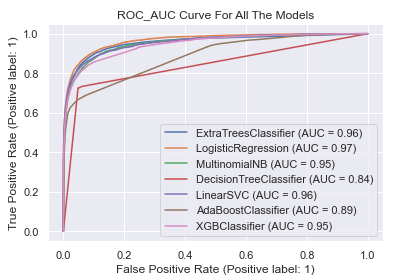 ROC_AUC Curve For All The Models
True Positive Rate (Positive label: 1)
1.0
0.8
0.6
0.4
0.2
0.0
ExtraTreesClassifier (AUC = 0.96)
LogisticRegression (AUC = 0.97)
MultinomialNB (AUC = 0.95)
DecisionTreeClassifier (AUC = 0.84)
LinearSVC (AUC = 0.96)
AdaBoostClassifier (AUC = 0.89)
XGBClassifier (AUC = 0.95)
0.0 0.2 0.4 0.6 0.8 1.0
False Positive Rate (Positive label: 1)